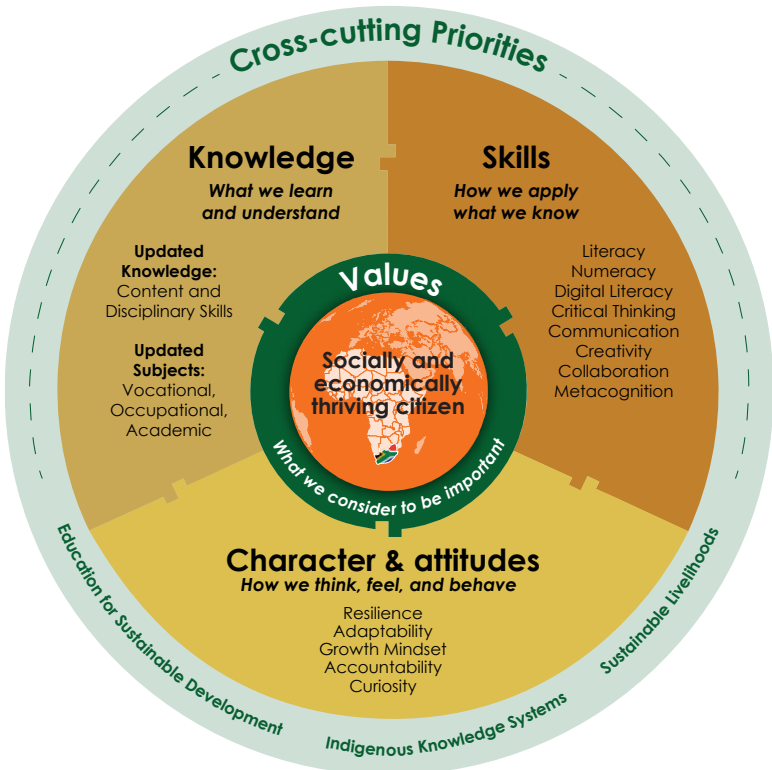 Cross-cutting Priorities
Knowledge
What we learn
and understand
Updated
Knowledge:
Content and
Disciplinary Skills
Updated
Subjects:
Vocational,
Occupational,
Academic
Skills
How we apply
what we know
Literacy
Numeracy
Digital Literacy
Critical Thinking
Communication
Creativity
Collaboration
Metacognition
Values
Socially and
economically
thriving citizen
What we consider to be important
Character & attitudes
How we think, feel, and behave
Resilience
Adaptability
Growth Mindset
Accountability
Curiosity
Education for Sustainable Development
Indigenous Knowledge Systems
Sustainable Livelihoods